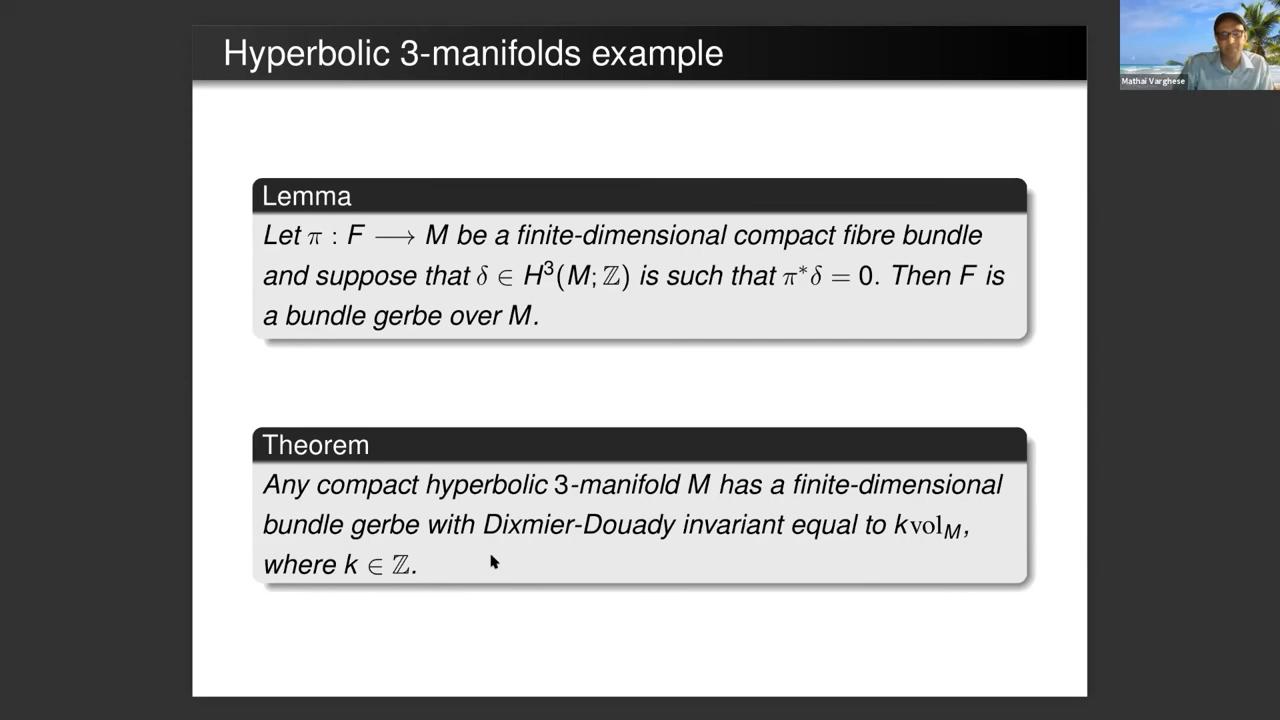 Hyperbolic 3-manifolds example
Mathai Varghese
Lemma
Let π : F ⟶ M be a finite-dimensional compact fibre bundle
and suppose that δ ∈ H³(M; ℤ) is such that π*δ = 0. Then F is
a bundle gerbe over M.
Theorem
Any compact hyperbolic 3-manifold M has a finite-dimensional
bundle gerbe with Dixmier-Douady invariant equal to k vol_M,
where k ∈ ℤ.